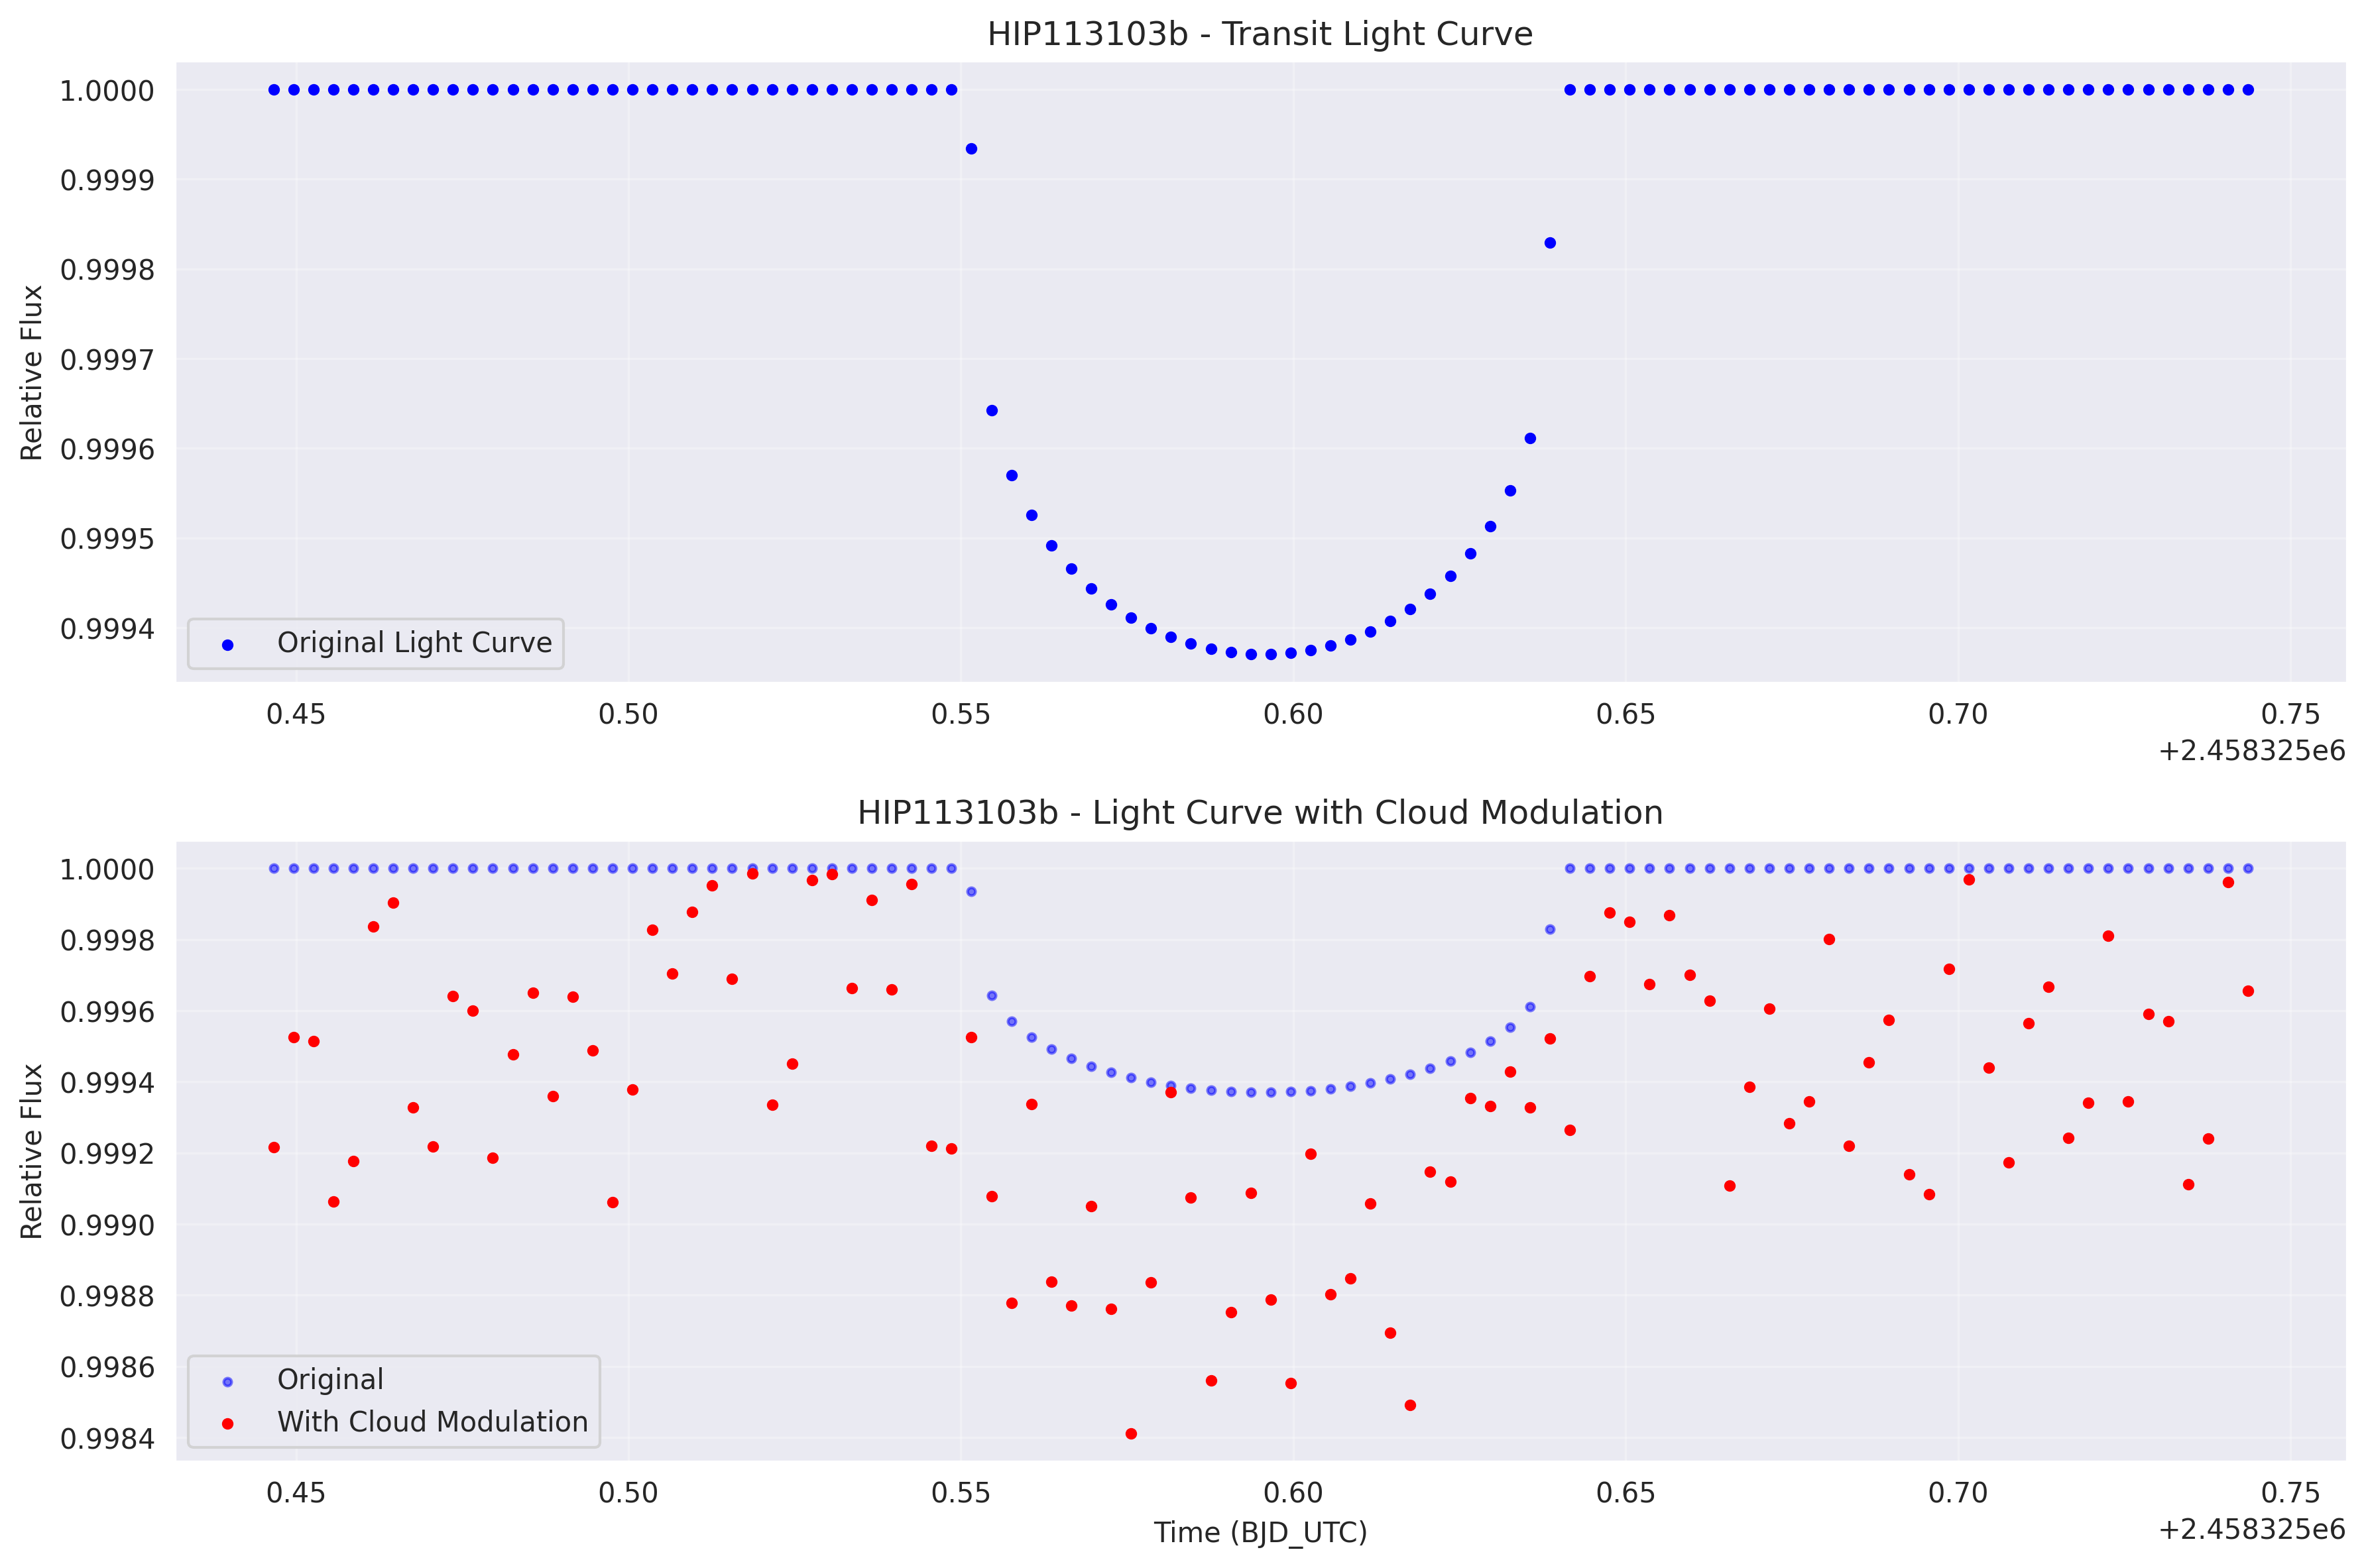 HIP113103b - Transit Light Curve
Relative Flux
1.0000
0.9999
0.9998
0.9997
0.9996
0.9995
0.9994
Original Light Curve
0.45 0.50 0.55 0.60 0.65 0.70 0.75
+2.458325e6
HIP113103b - Light Curve with Cloud Modulation
Relative Flux
1.0000
0.9998
0.9996
0.9994
0.9992
0.9990
0.9988
0.9986
0.9984
Original
With Cloud Modulation
0.45 0.50 0.55 0.60 0.65 0.70 0.75
Time (BJD_UTC)
+2.458325e6